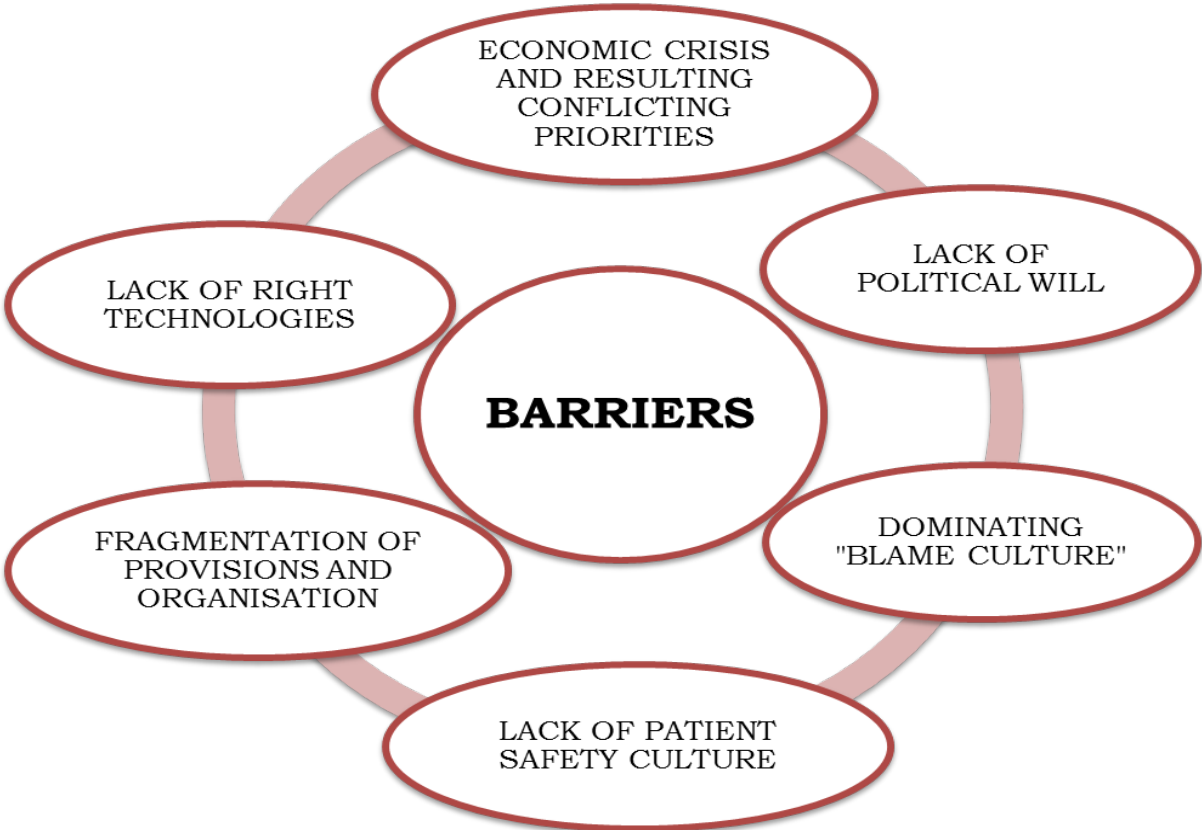 ECONOMIC CRISIS
AND RESULTING
CONFLICTING
PRIORITIES
LACK OF
POLITICAL WILL
DOMINATING
"BLAME CULTURE"
LACK OF PATIENT
SAFETY CULTURE
FRAGMENTATION OF
PROVISIONS AND
ORGANISATION
LACK OF RIGHT
TECHNOLOGIES
BARRIERS